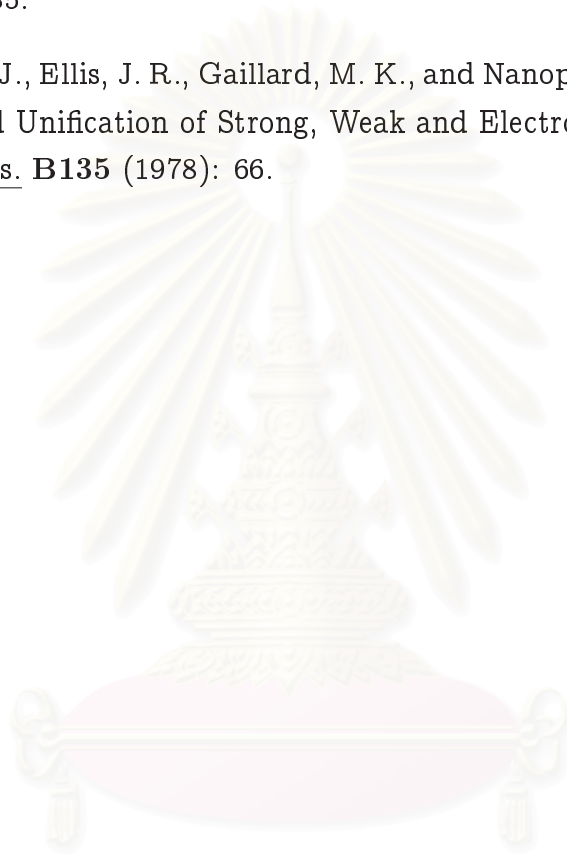 J., Ellis, J. R., Gaillard, M. K., and Nanop
Unification of Strong, Weak and Electro
s. B135 (1978): 66.